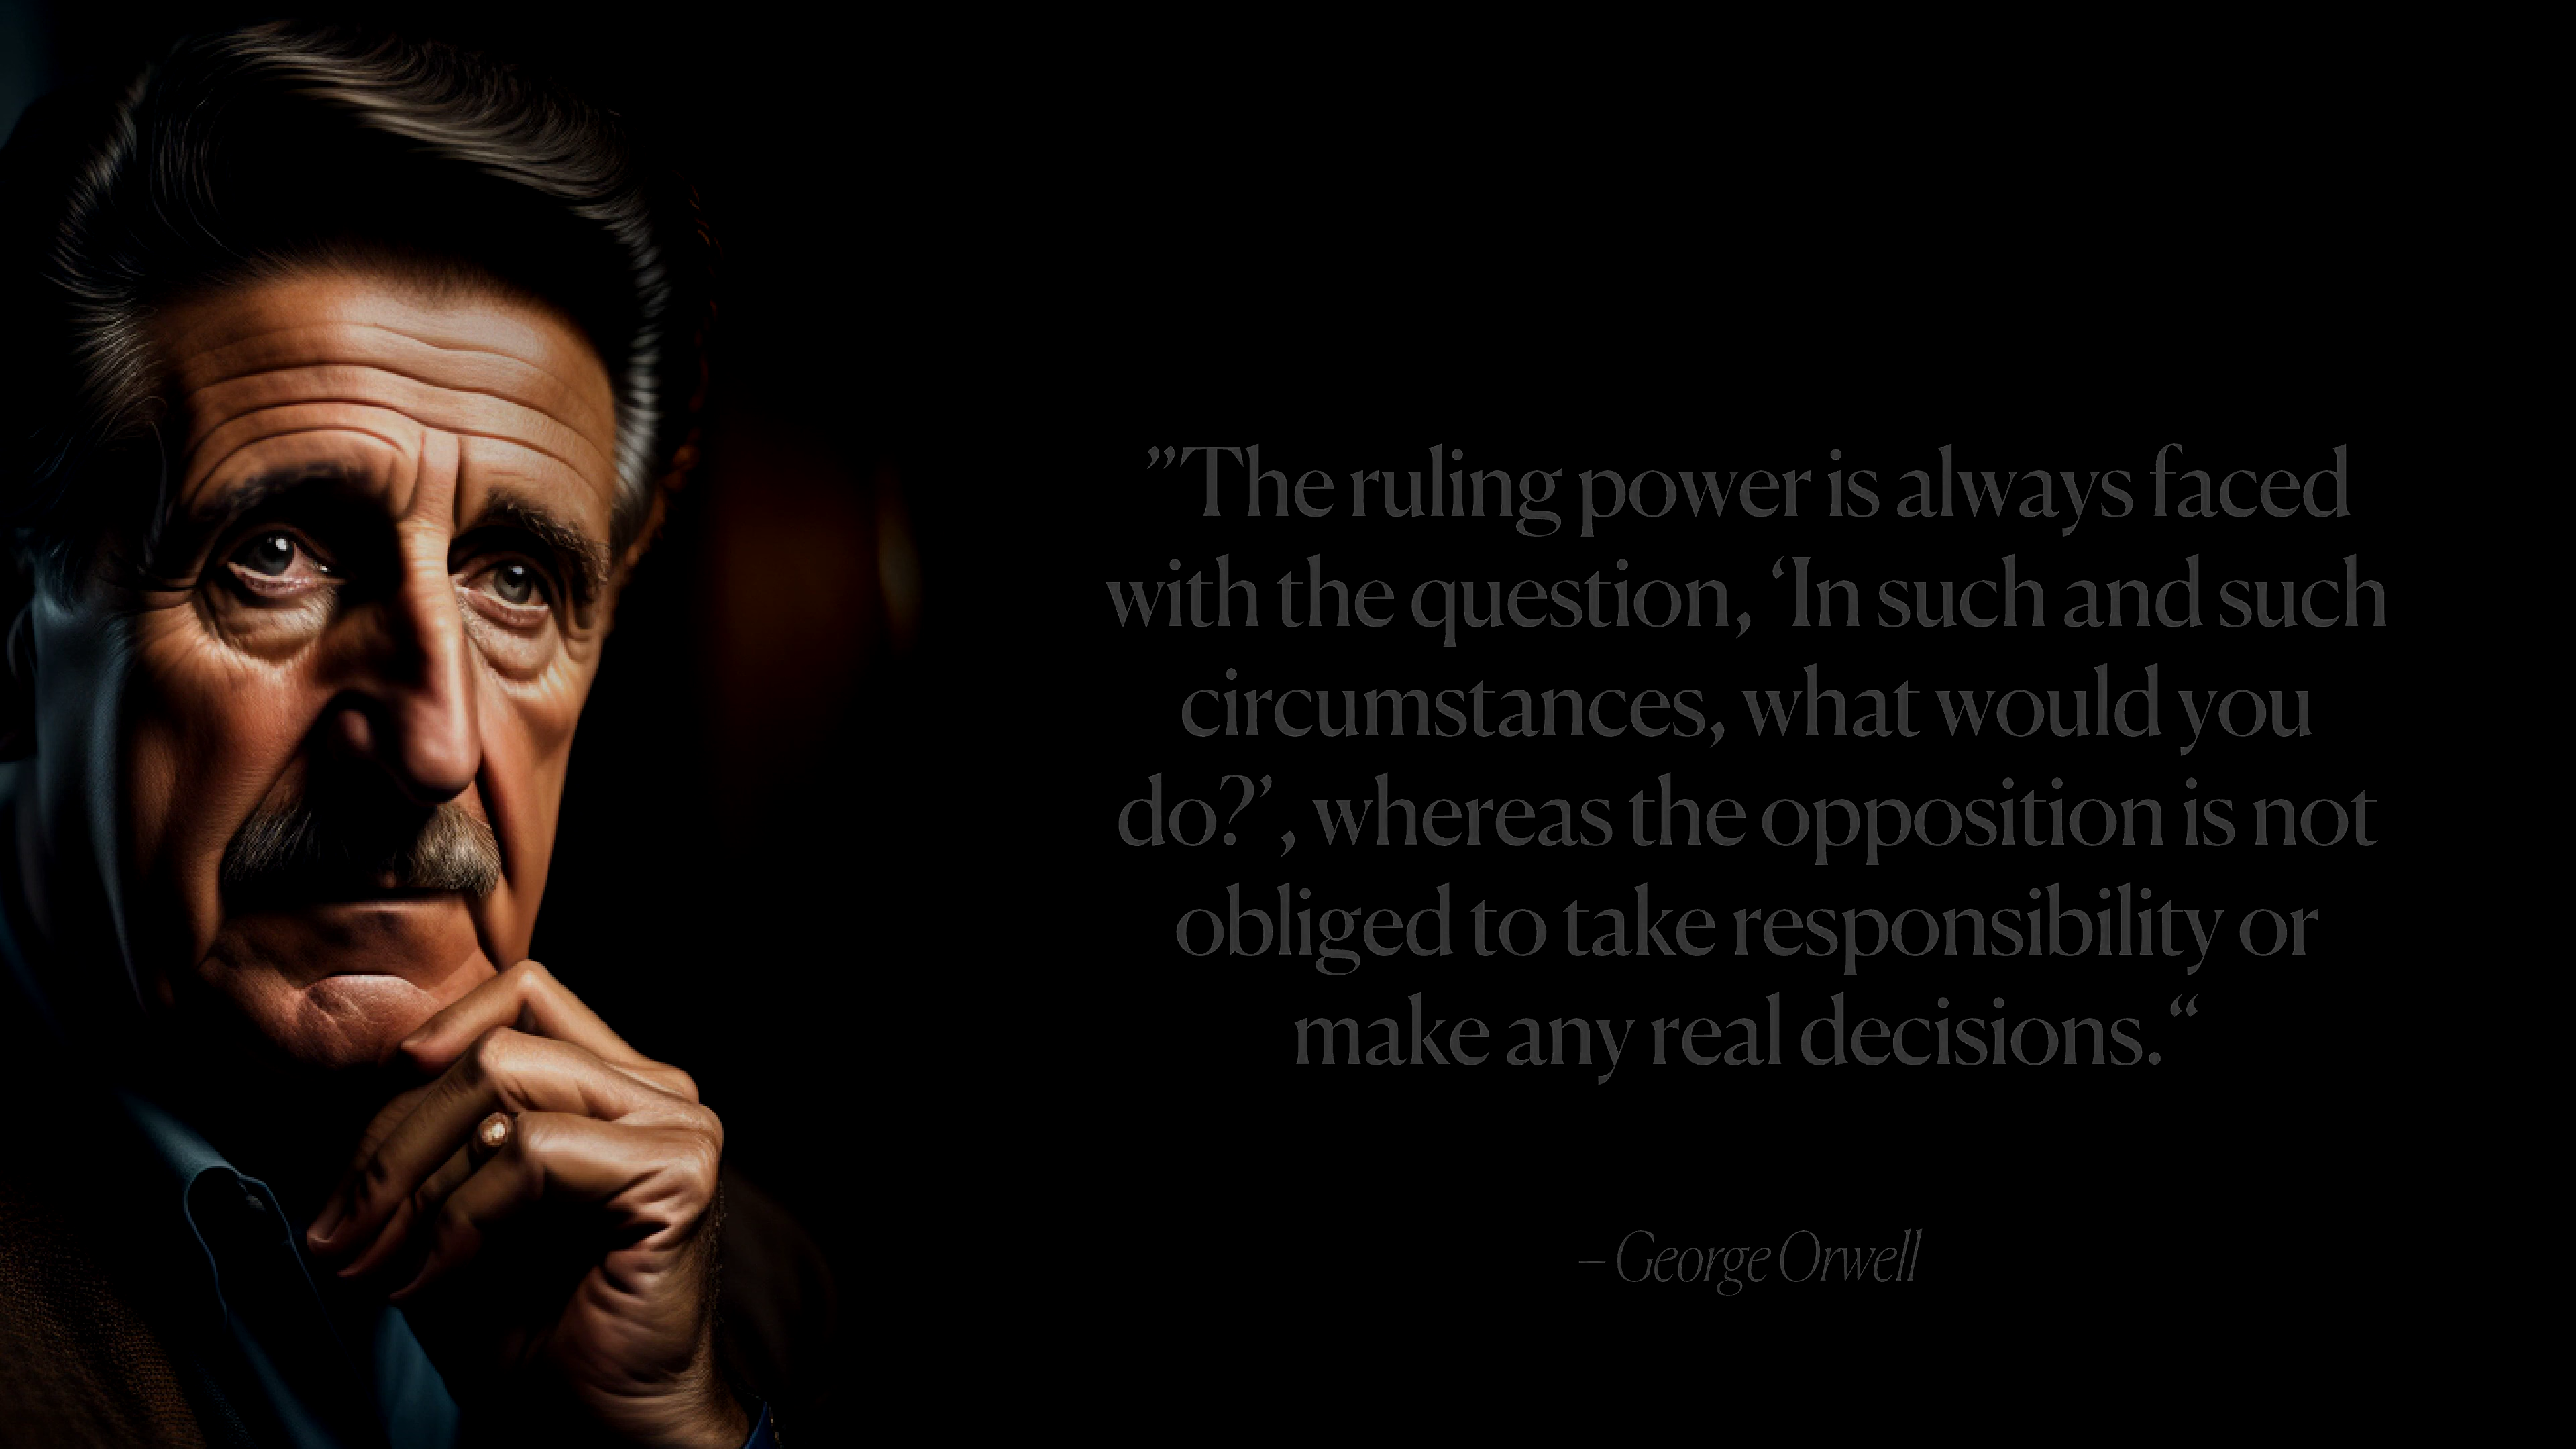 ”The ruling power is always faced
with the question, ‘In such and such
circumstances, what would you
do?’, whereas the opposition is not
obliged to take responsibility or
make any real decisions.“
– George Orwell